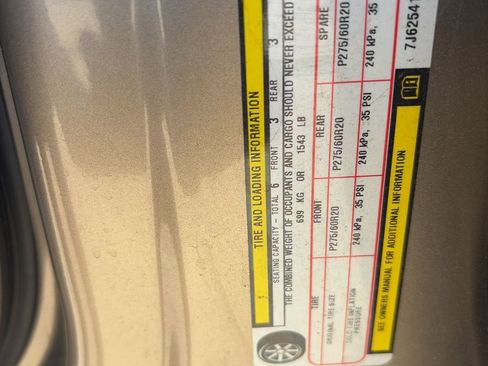 TIRE AND LOADING INFORMATION
SEATING CAPACITY - TOTAL 6 FRONT 3 REAR 3
THE COMBINED WEIGHT OF OCCUPANTS AND CARGO SHOULD NEVER EXCEED
699 KG OR 1543 LB
TIRE FRONT REAR SPARE
ORIGINAL TIRE SIZE P275/60R20 P275/60R20 P275/60R20
COLD TIRE INFLATION PRESSURE 240 kPa, 35 PSI 240 kPa, 35 PSI 240 kPa, 35
SEE OWNERS MANUAL FOR ADDITIONAL INFORMATION
7J62541